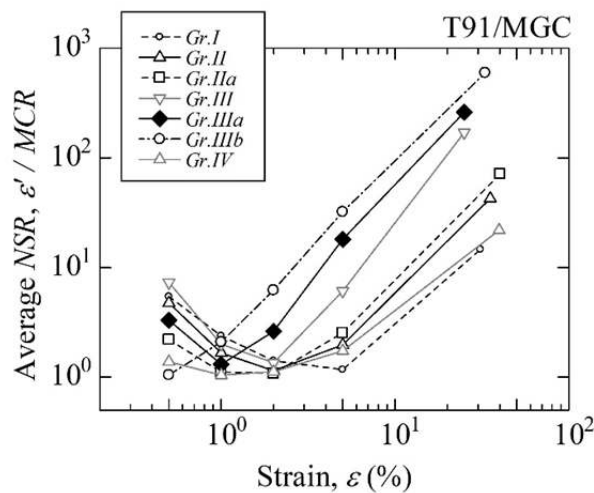 T91/MGC
Gr.I
Gr.II
Gr.IIa
Gr.III
Gr.IIIa
Gr.IIIb
Gr.IV
10³
10²
10¹
10⁰
Average NSR, ε' / MCR
10⁰ 10¹ 10²
Strain, ε (%)